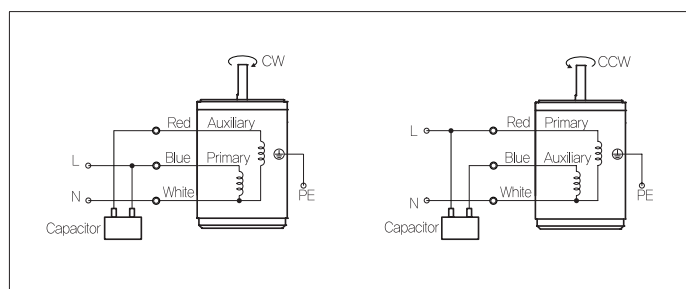 CW
Red Auxiliary
L Blue Primary
N White PE
Capacitor
CCW
L Red Primary
Blue Auxiliary
N White PE
Capacitor